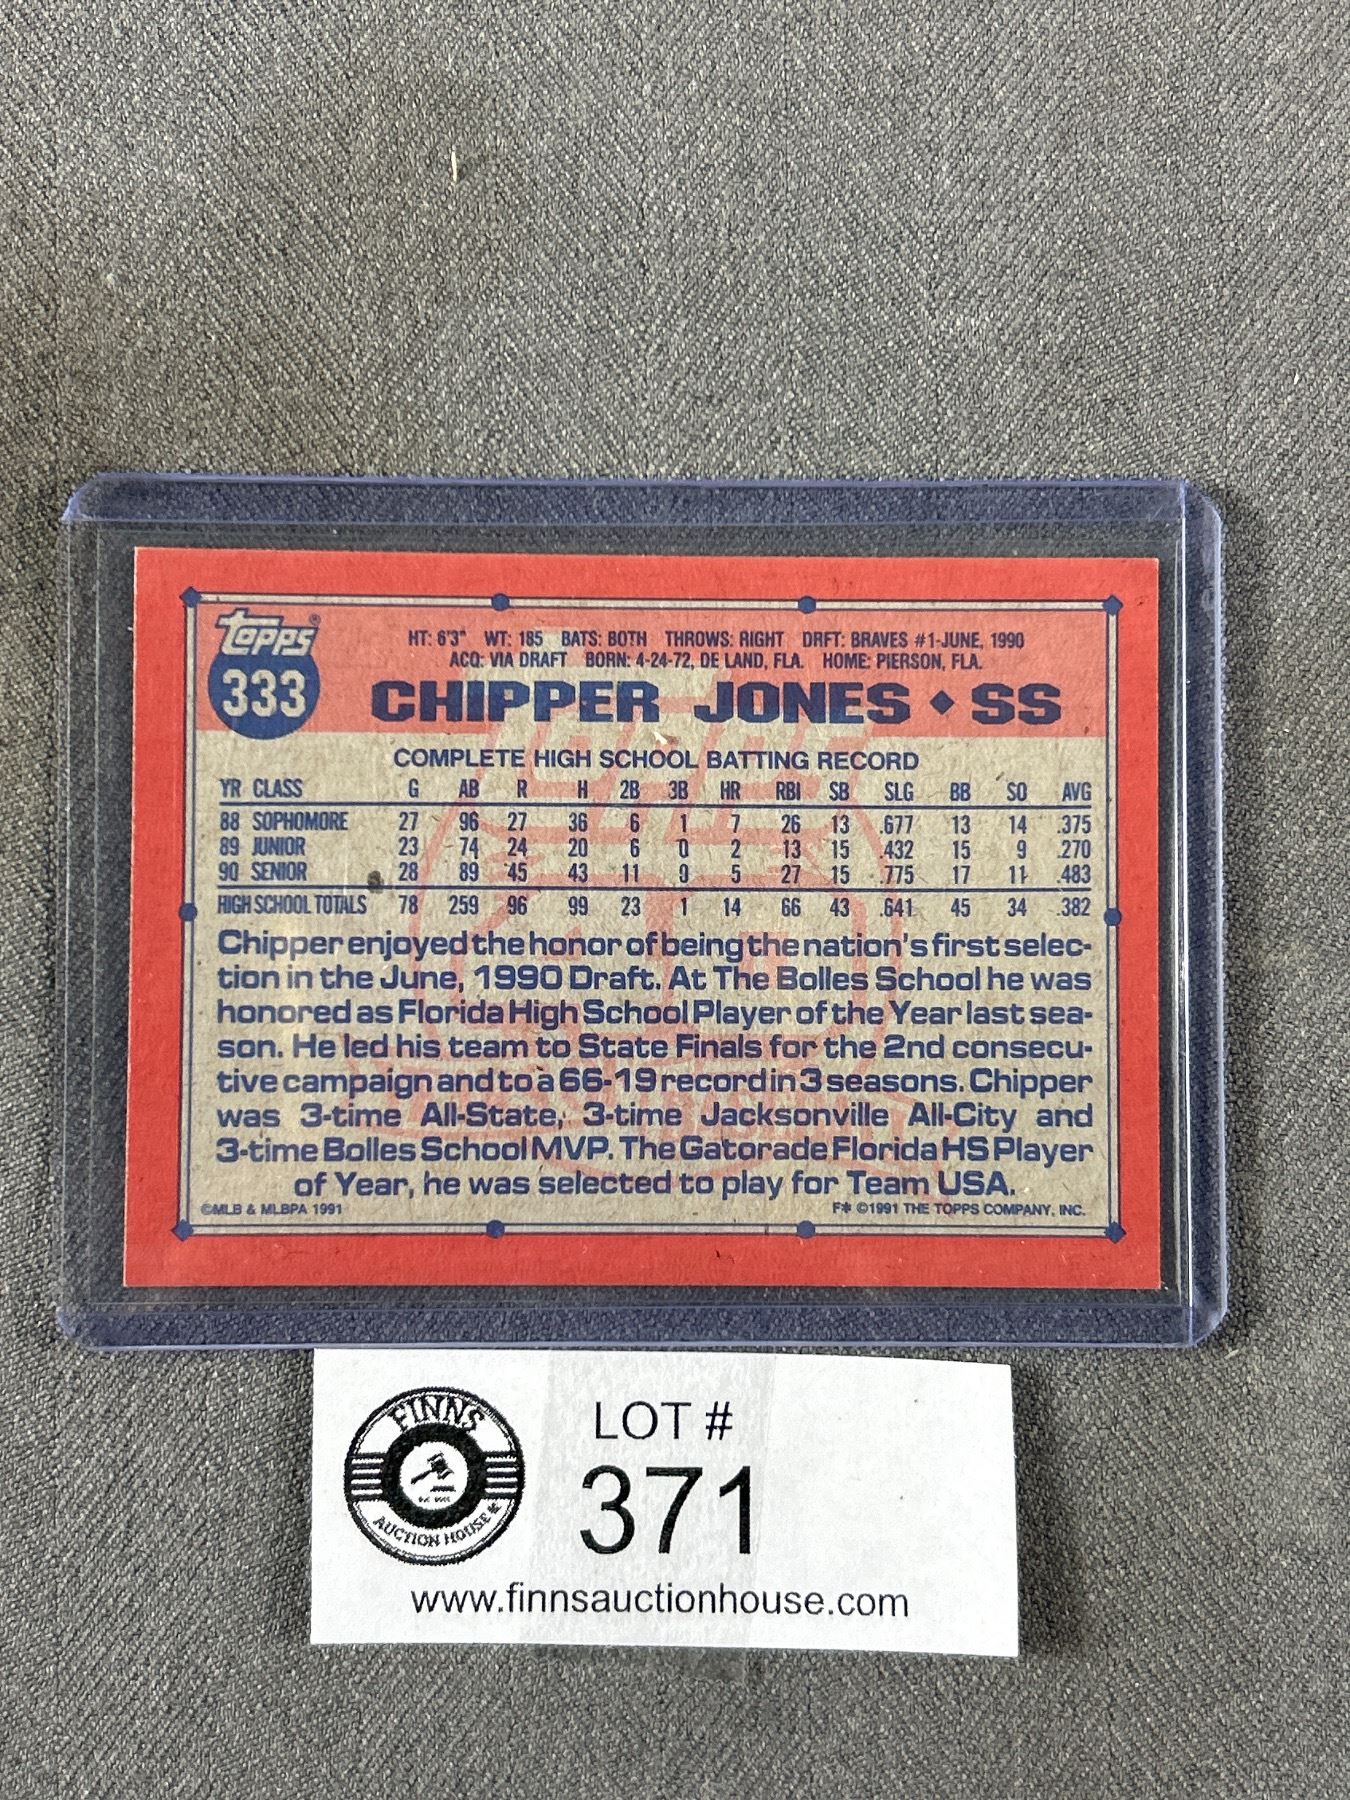 Topps®
333
HT: 6'3" WT: 185 BATS: BOTH THROWS: RIGHT DRFT: BRAVES #1-JUNE, 1990
ACQ: VIA DRAFT BORN: 4-24-72, DE LAND, FLA. HOME: PIERSON, FLA.
CHIPPER JONES ◆ SS
COMPLETE HIGH SCHOOL BATTING RECORD
YR CLASS G AB R H 2B 3B HR RBI SB SLG BB SO AVG
88 SOPHOMORE 27 96 27 36 6 1 7 26 13 .677 13 14 .375
89 JUNIOR 23 74 24 20 6 0 2 13 15 .432 15 9 .270
90 SENIOR 28 89 45 43 11 0 5 27 15 .775 17 11 .483
HIGH SCHOOL TOTALS 78 259 96 99 23 1 14 66 43 .641 45 34 .382
Chipper enjoyed the honor of being the nation's first selec-
tion in the June, 1990 Draft. At The Bolles School he was
honored as Florida High School Player of the Year last sea-
son. He led his team to State Finals for the 2nd consecu-
tive campaign and to a 66-19 record in 3 seasons. Chipper
was 3-time All-State, 3-time Jacksonville All-City and
3-time Bolles School MVP. The Gatorade Florida HS Player
of Year, he was selected to play for Team USA.
©MLB & MLBPA 1991
F* ©1991 THE TOPPS COMPANY, INC.
FINNS
AUCTION HOUSE
LOT #
371
www.finnsauctionhouse.com